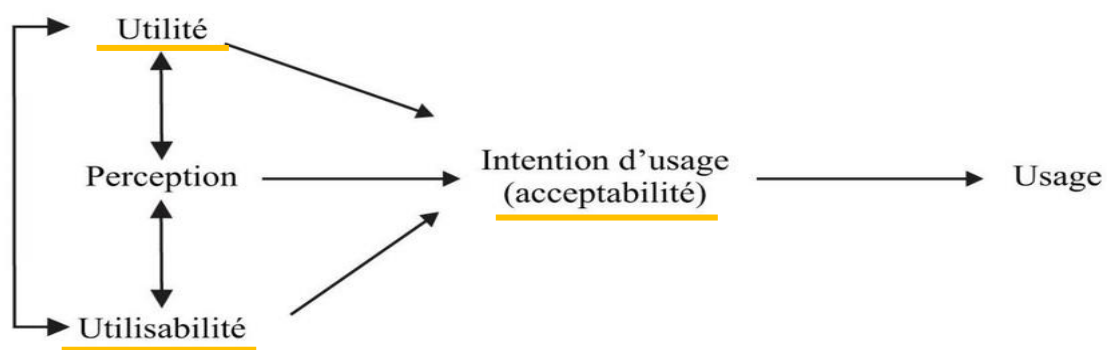 Utilité
Perception
Intention d’usage
(acceptabilité)
Usage
Utilisabilité